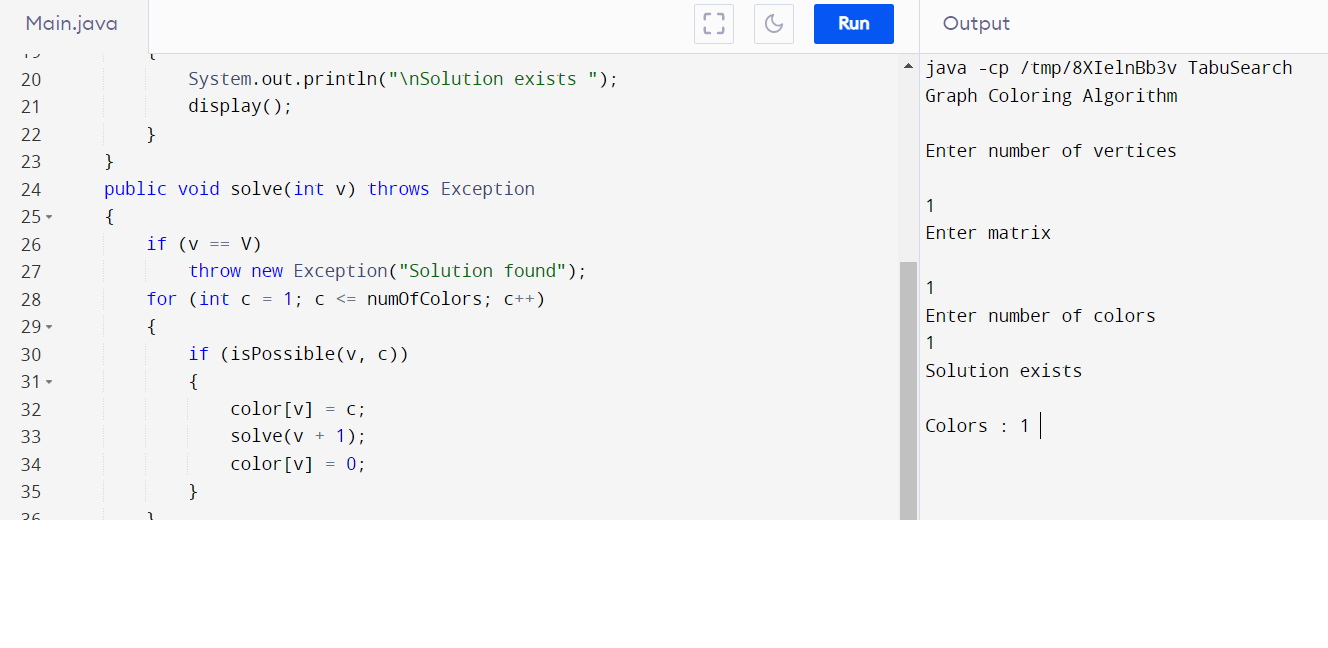 Main.java
Run
Output
19 {
20 System.out.println("\nSolution exists ");
21 display();
22 }
23 }
24 public void solve(int v) throws Exception
25 {
26 if (v == V)
27 throw new Exception("Solution found");
28 for (int c = 1; c <= numOfColors; c++)
29 {
30 if (isPossible(v, c))
31 {
32 color[v] = c;
33 solve(v + 1);
34 color[v] = 0;
35 }
36 }
java -cp /tmp/8XIelnBb3v TabuSearch
Graph Coloring Algorithm
Enter number of vertices
1
Enter matrix
1
Enter number of colors
1
Solution exists
Colors : 1